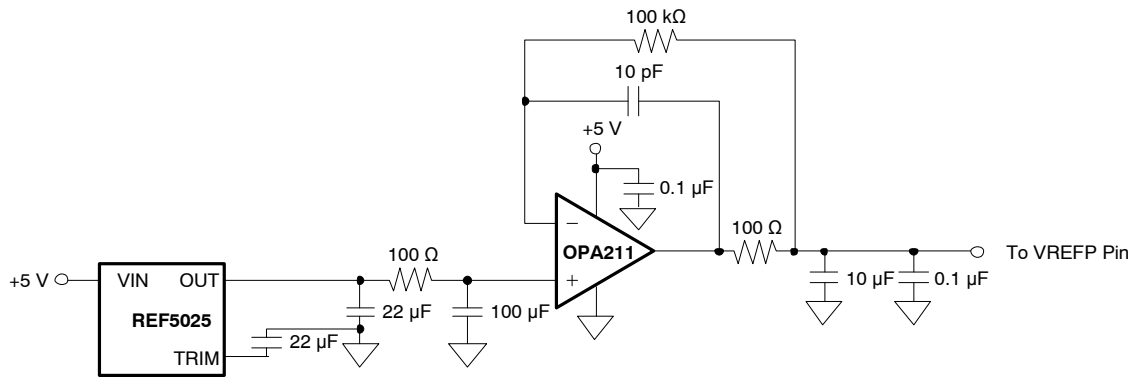 100 kΩ
10 pF
+5 V
0.1 µF
−
OPA211
+
100 Ω
To VREFP Pin
10 µF
0.1 µF
100 Ω
+5 V
VIN
OUT
REF5025
TRIM
22 µF
22 µF
100 µF